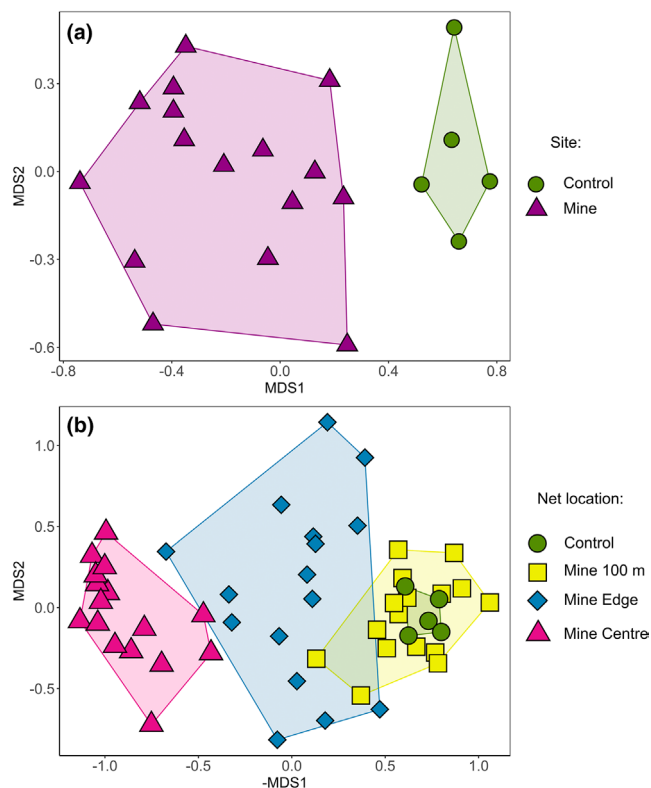 (a)
0.3
0.0
-0.3
-0.6
MDS2
-0.8
-0.4
0.0
0.4
0.8
MDS1
Site:
Control
Mine
(b)
1.0
0.5
0.0
-0.5
MDS2
-1.0
-0.5
0.0
0.5
1.0
-MDS1
Net location:
Control
Mine 100 m
Mine Edge
Mine Centre